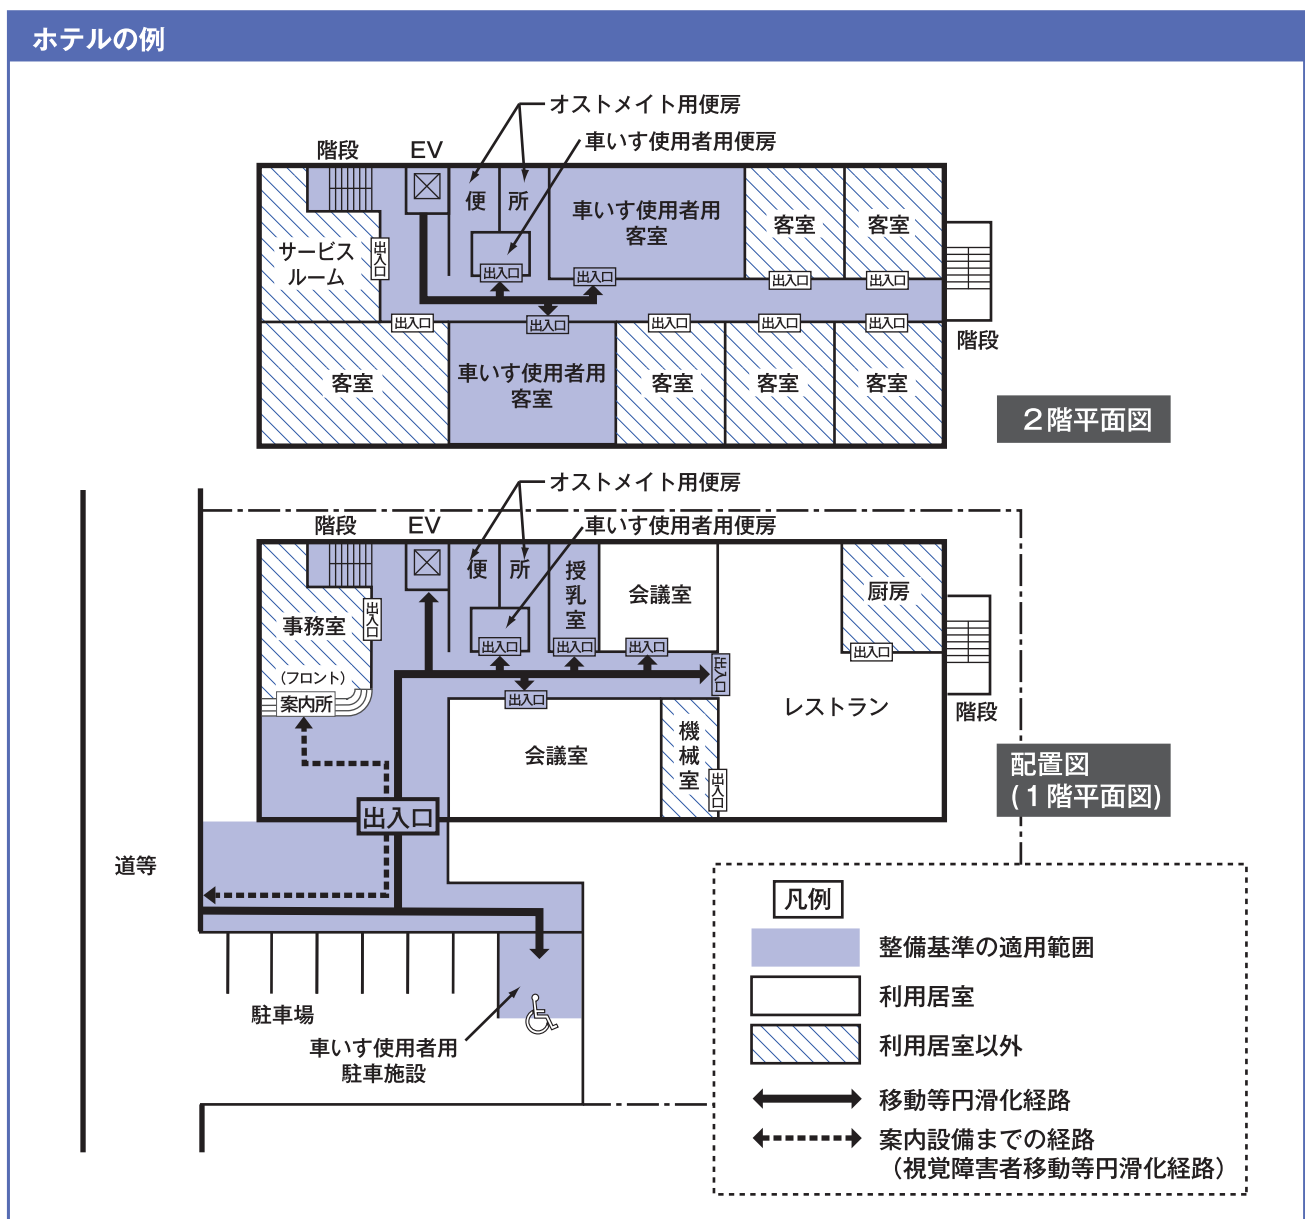 ホテルの例
オストメイト用便房
車いす使用者用便房
階段
EV
便
所
車いす使用者用
客室
客室
客室
サービス
ルーム
出入口
出入口
出入口
出入口
出入口
出入口
出入口
出入口
出入口
出入口
階段
客室
車いす使用者用
客室
客室
客室
客室
2階平面図
オストメイト用便房
車いす使用者用便房
階段
EV
便
所
授乳室
会議室
厨房
事務室
出入口
出入口
出入口
出入口
出入口
出入口
出入口
(フロント)
案内所
レストラン
階段
会議室
機械室
出入口
配置図
(1階平面図)
出入口
道等
駐車場
車いす使用者用
駐車施設
凡例
整備基準の適用範囲
利用居室
利用居室以外
移動等円滑化経路
案内設備までの経路
（視覚障害者移動等円滑化経路）